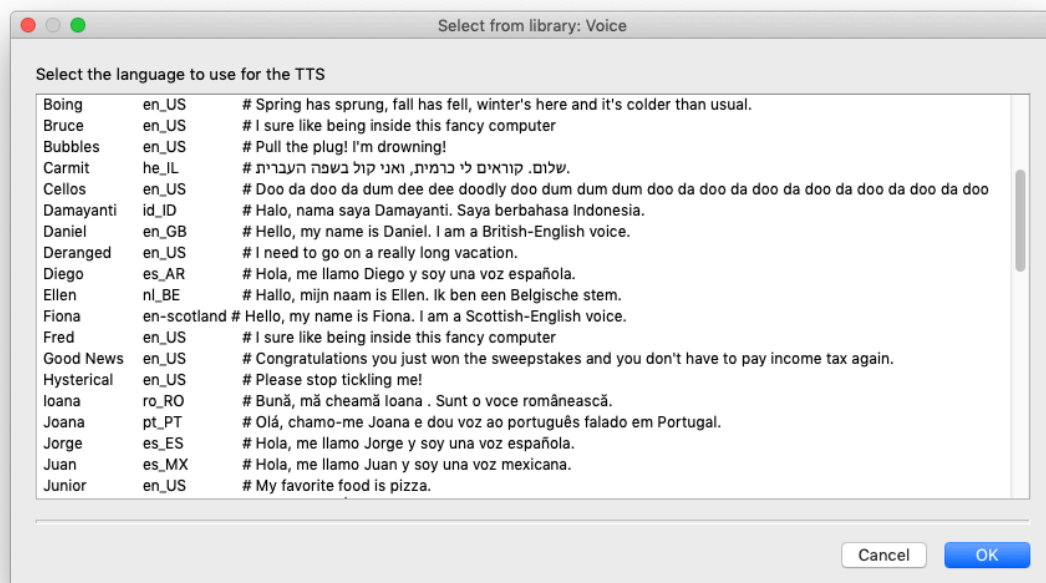 Select from library: Voice
Select the language to use for the TTS
Boing en_US # Spring has sprung, fall has fell, winter's here and it's colder than usual.
Bruce en_US # I sure like being inside this fancy computer
Bubbles en_US # Pull the plug! I'm drowning!
Carmit he_IL # שלום. קוראים לי כרמית, ואני קול בשפה העברית.
Cellos en_US # Doo da doo da dum dee dee doodly doo dum dum dum doo da doo da doo da doo da doo da doo da doo
Damayanti id_ID # Halo, nama saya Damayanti. Saya berbahasa Indonesia.
Daniel en_GB # Hello, my name is Daniel. I am a British-English voice.
Deranged en_US # I need to go on a really long vacation.
Diego es_AR # Hola, me llamo Diego y soy una voz española.
Ellen nl_BE # Hallo, mijn naam is Ellen. Ik ben een Belgische stem.
Fiona en-scotland # Hello, my name is Fiona. I am a Scottish-English voice.
Fred en_US # I sure like being inside this fancy computer
Good News en_US # Congratulations you just won the sweepstakes and you don't have to pay income tax again.
Hysterical en_US # Please stop tickling me!
Ioana ro_RO # Bună, mă cheamă Ioana . Sunt o voce românească.
Joana pt_PT # Olá, chamo-me Joana e dou voz ao português falado em Portugal.
Jorge es_ES # Hola, me llamo Jorge y soy una voz española.
Juan es_MX # Hola, me llamo Juan y soy una voz mexicana.
Junior en_US # My favorite food is pizza.
Cancel OK